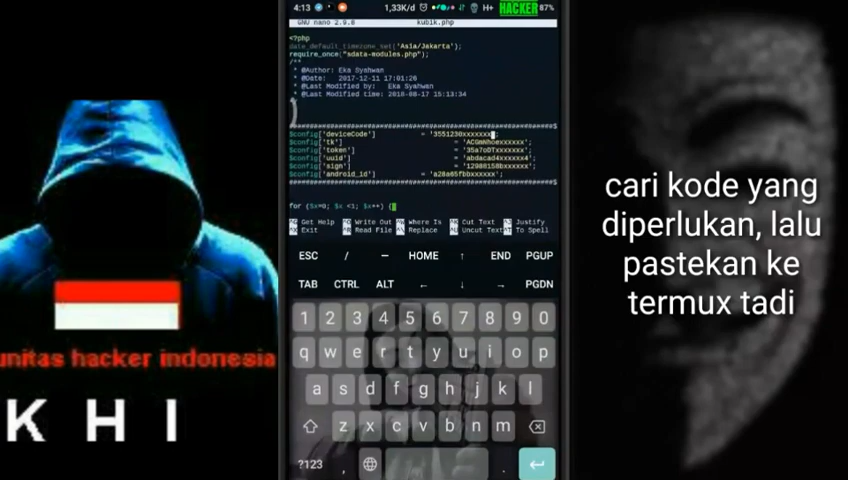 4:13
1,33K/d
H+
HACKER
87%
GNU nano 2.9.8
kubik.php
<?php
date_default_timezone_set('Asia/Jakarta');
require_once("sdata-modules.php");
/**
* @Author: Eka Syahwan
* @Date: 2017-12-11 17:01:26
* @Last Modified by: Eka Syahwan
* @Last Modified time: 2018-08-17 15:13:34
$config['deviceCode'] = '3551230xxxxxxx';
$config['tk'] = 'ACGmNhoexxxxxx';
$config['token'] = '35a7oDTxxxxxxx';
$config['uuid'] = 'abdacad4xxxxxx4';
$config['sign'] = '12988158bxxxxxx';
$config['android_id'] = 'a28a65fbbxxxxxx';
for ($x=0; $x <1; $x++) {
^G Get Help ^O Write Out ^W Where Is ^K Cut Text ^J Justify
^X Exit ^R Read File ^\ Replace ^U Uncut Text ^T To Spell
ESC / — HOME ↑ END PGUP
TAB CTRL ALT ← ↓ → PGDN
1 2 3 4 5 6 7 8 9 0
q w e r t y u i o p
a s d f g h j k l
z x c v b n m
?123 , .
unitas hacker indonesia
K H I
cari kode yang
diperlukan, lalu
pastekan ke
termux tadi